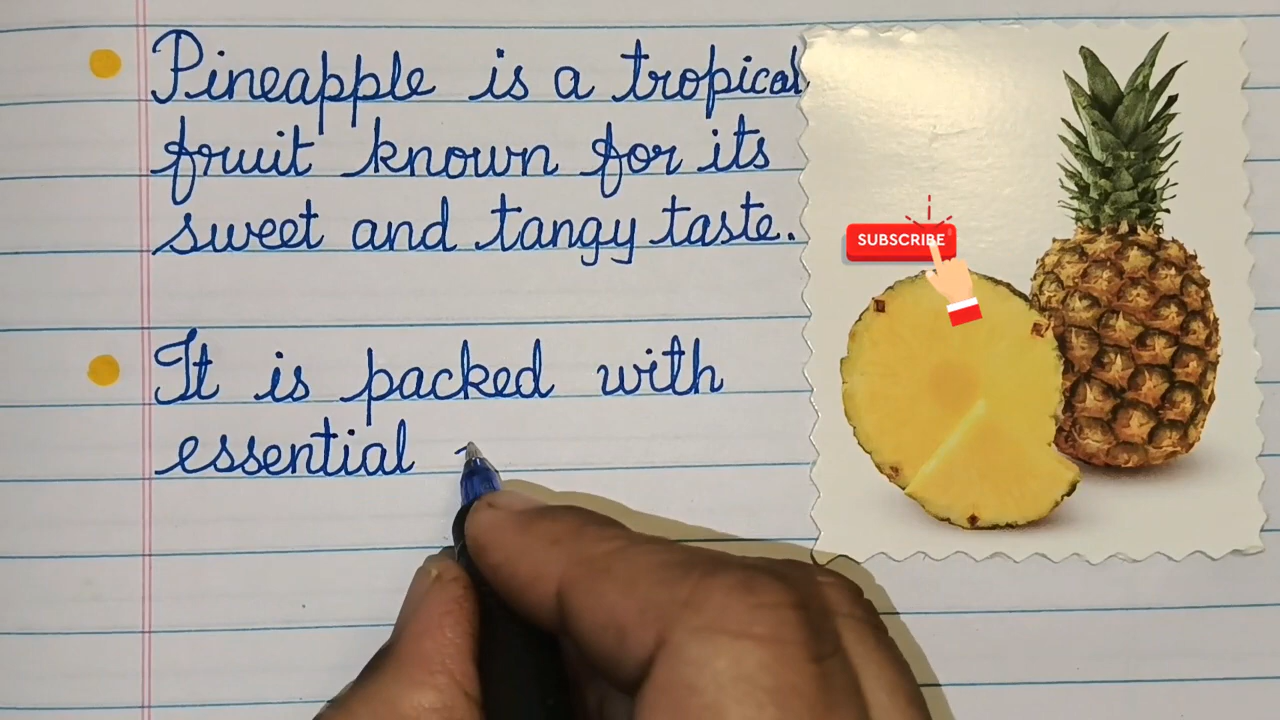 Pineapple is a tropical
fruit known for its
sweet and tangy taste.
SUBSCRIBE
It is packed with
essential